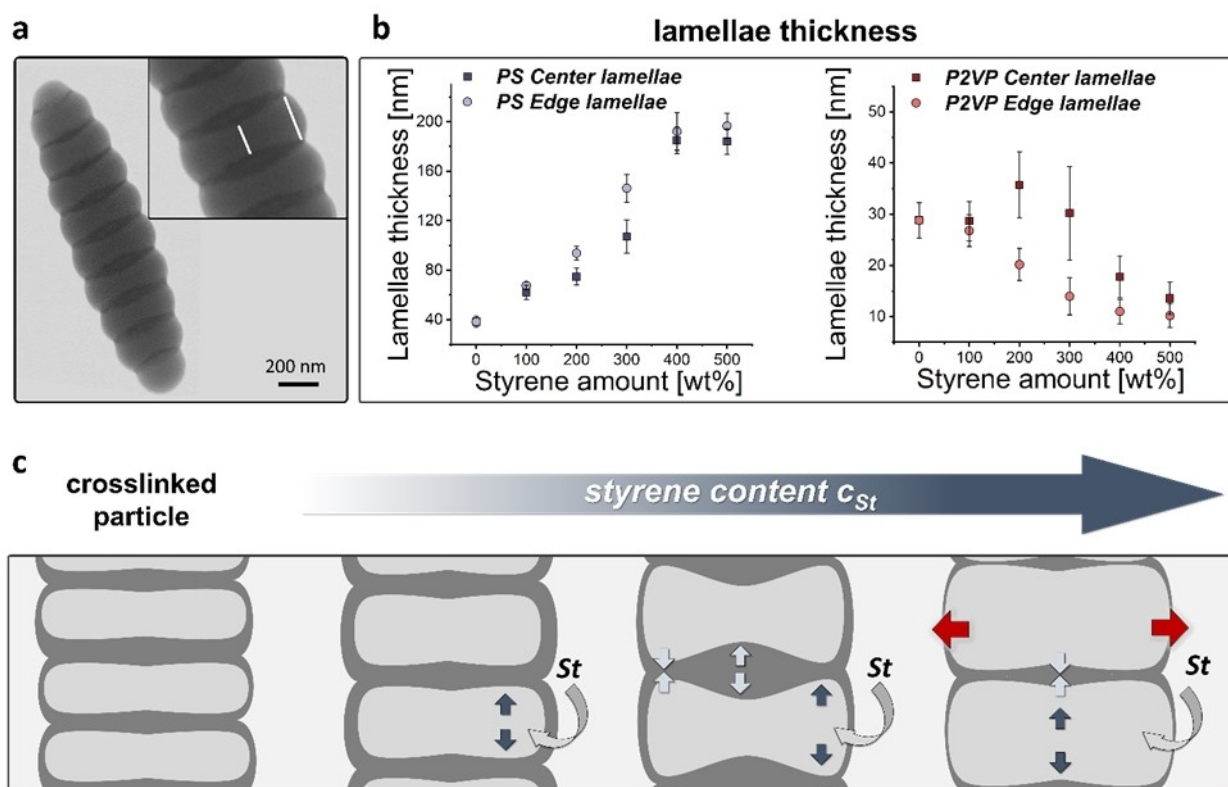 a
200 nm
b
lamellae thickness
PS Center lamellae
PS Edge lamellae
Lamellae thickness [nm]
200
160
120
80
40
0 100 200 300 400 500
Styrene amount [wt%]
P2VP Center lamellae
P2VP Edge lamellae
Lamellae thickness [nm]
50
40
30
20
10
0 100 200 300 400 500
Styrene amount [wt%]
c
crosslinked
particle
styrene content cSt
St
St
St